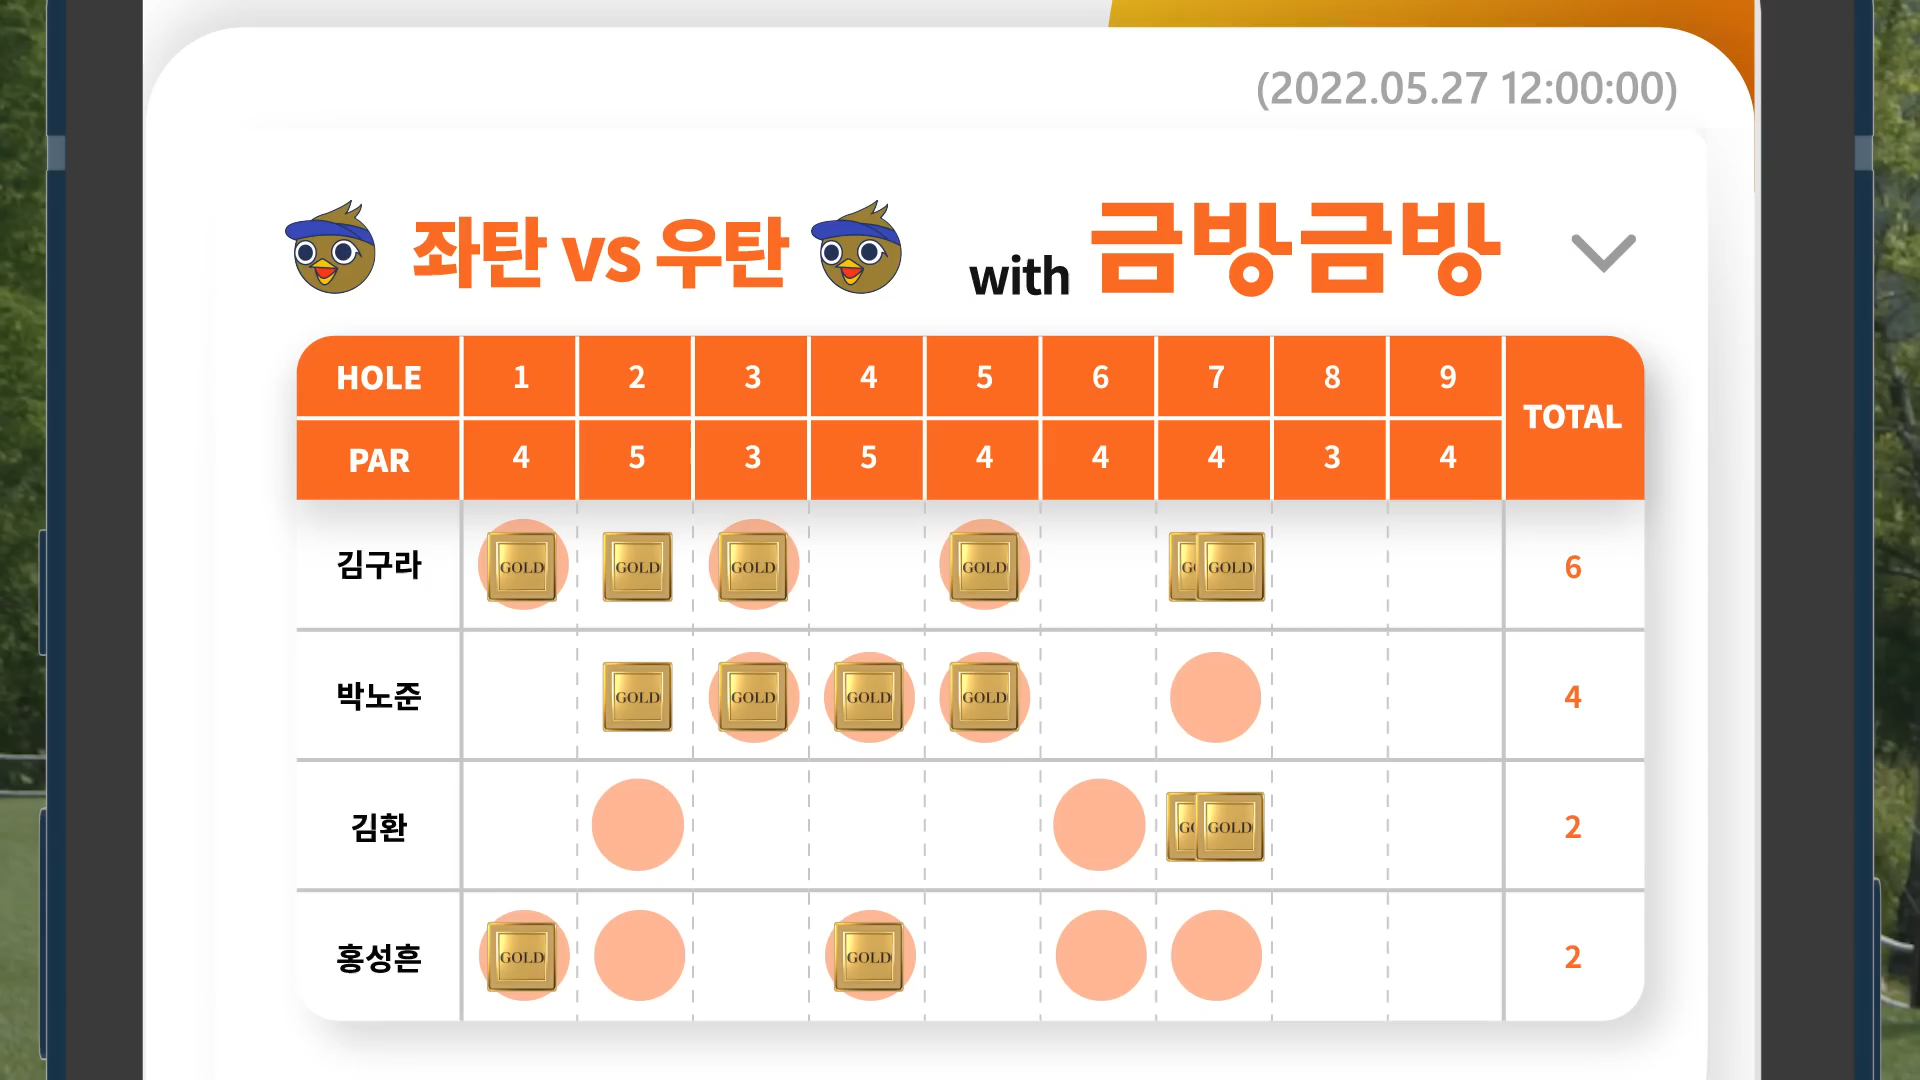 (2022.05.27 12:00:00)
좌탄 vs 우탄 with 금방금방
HOLE 1 2 3 4 5 6 7 8 9 TOTAL
PAR 4 5 3 5 4 4 4 3 4
김구라 GOLD GOLD GOLD GOLD GO GOLD 6
박노준 GOLD GOLD GOLD GOLD 4
김환 GO GOLD 2
홍성흔 GOLD GOLD 2